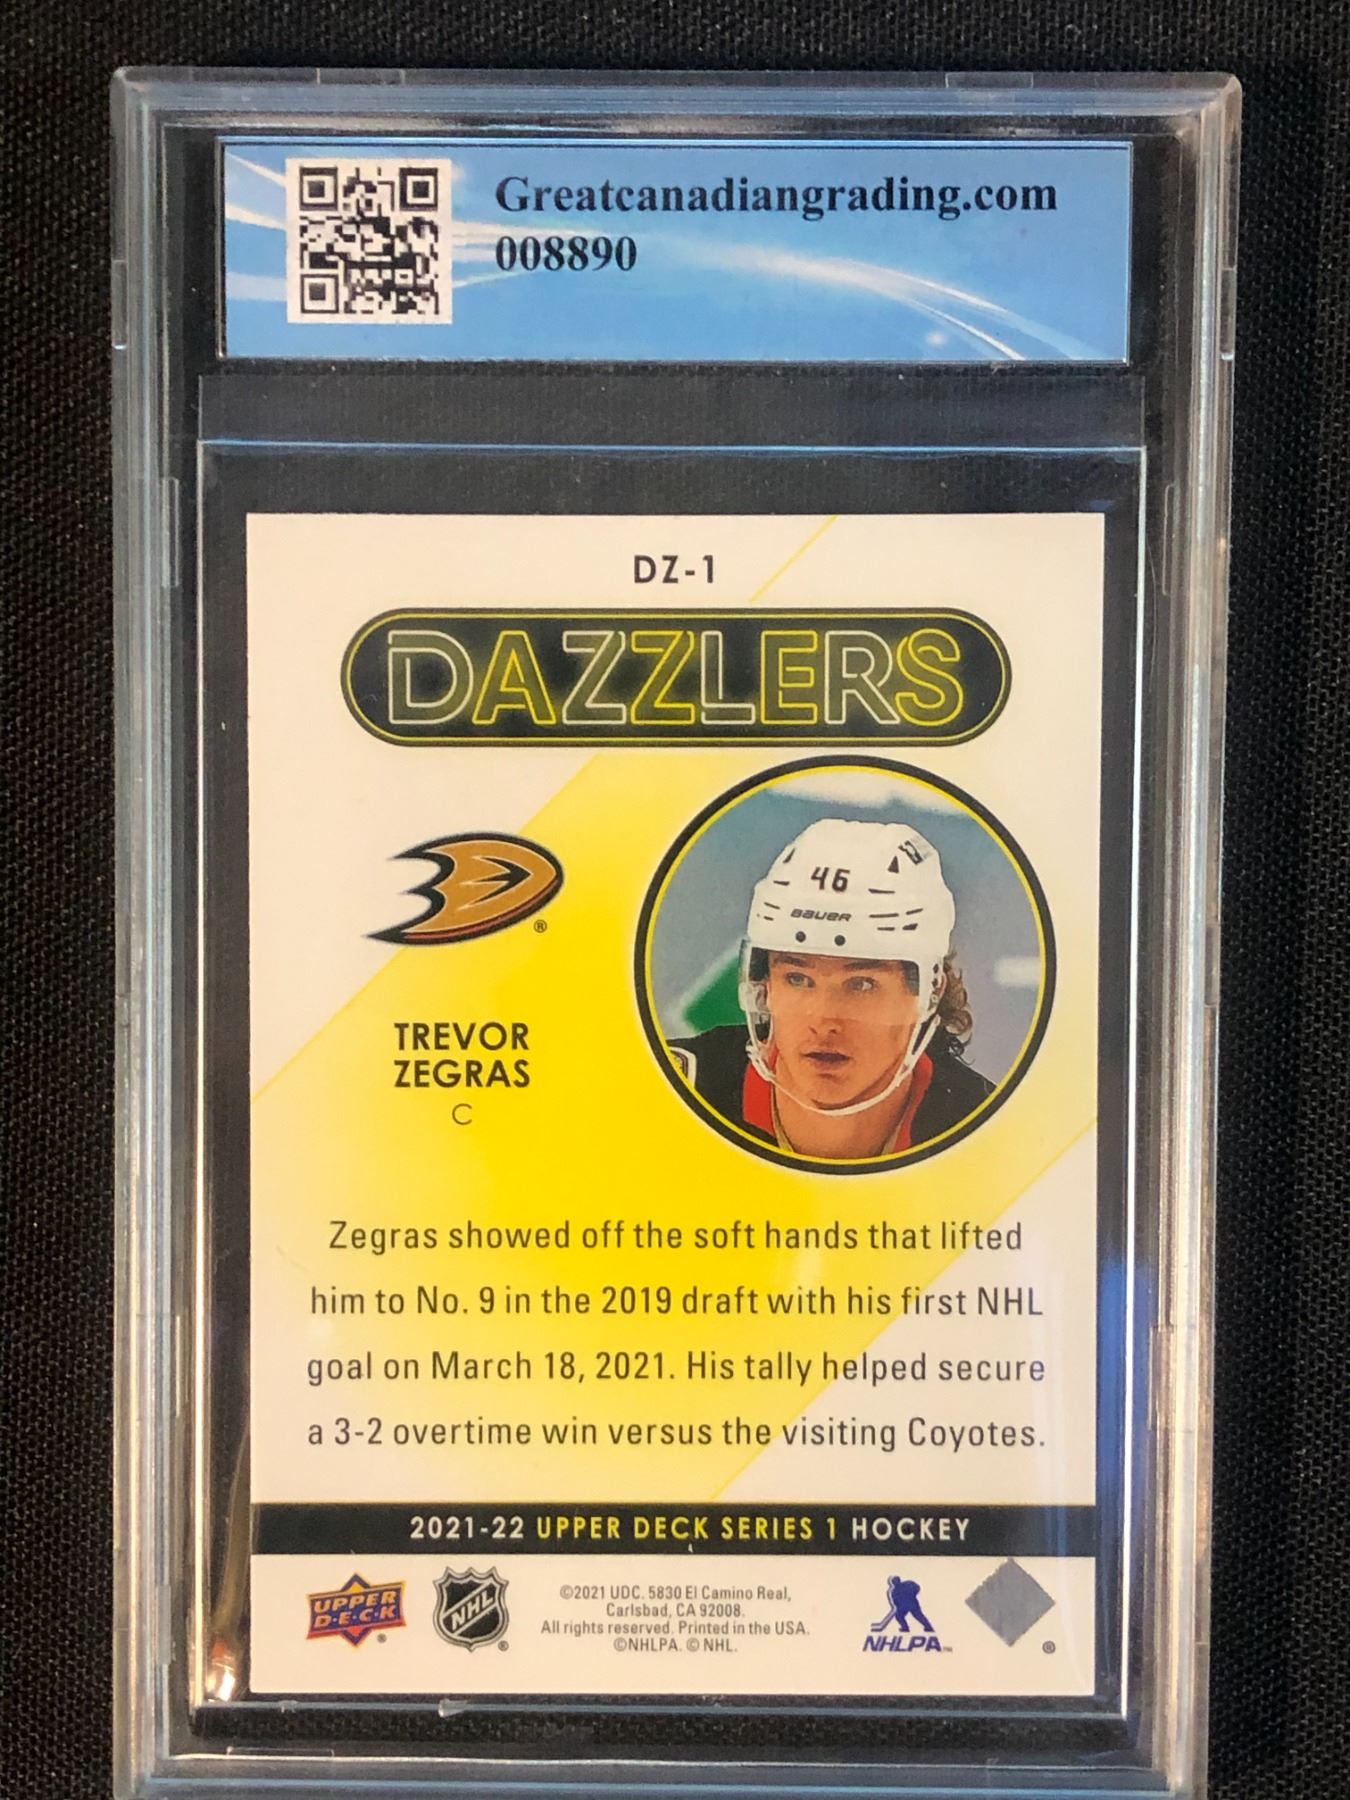 Greatcanadiangrading.com
008890
DZ-1
DAZZLERS
46
BAUER
®
TREVOR
ZEGRAS
C
Zegras showed off the soft hands that lifted
him to No. 9 in the 2019 draft with his first NHL
goal on March 18, 2021. His tally helped secure
a 3-2 overtime win versus the visiting Coyotes.
2021-22 UPPER DECK SERIES 1 HOCKEY
UPPER
D·E·C·K
®
NHL
®
©2021 UDC. 5830 El Camino Real,
Carlsbad, CA 92008.
All rights reserved. Printed in the USA.
©NHLPA. © NHL.
NHLPA™
®